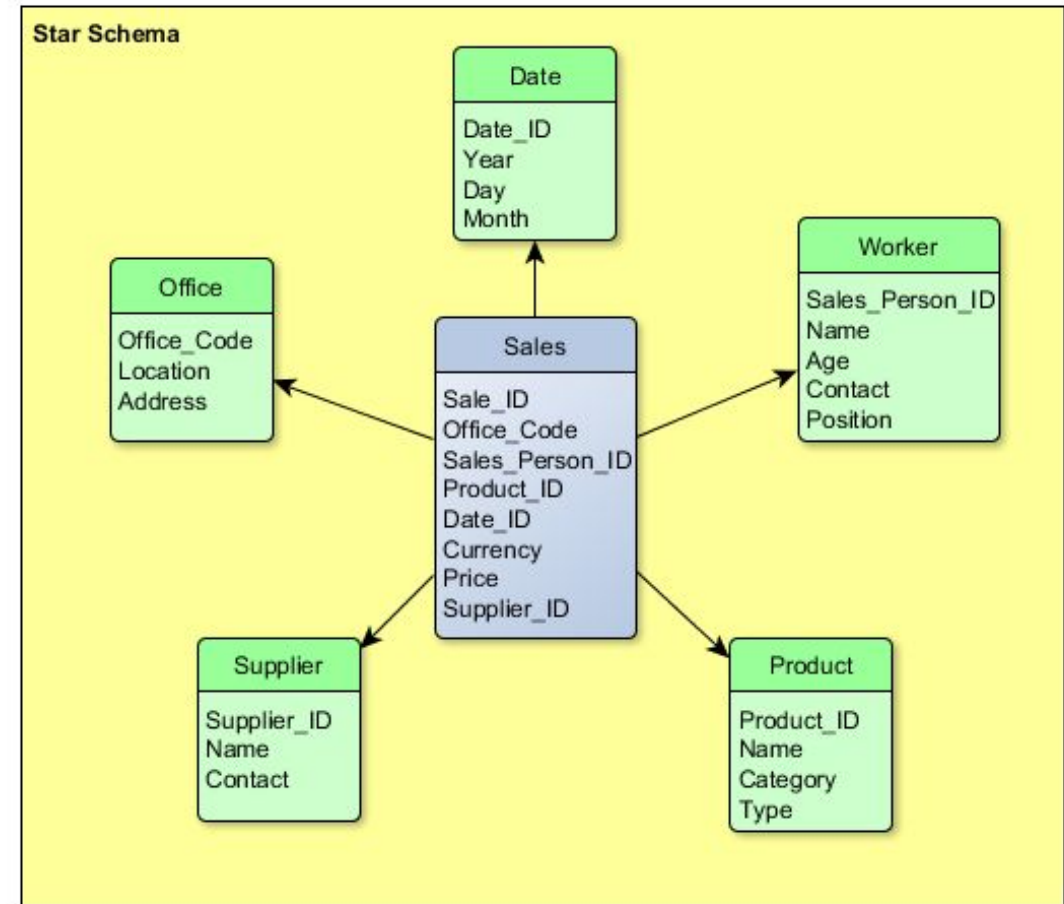 Star Schema
Date
Date_ID
Year
Day
Month
Worker
Sales_Person_ID
Name
Age
Contact
Position
Office
Office_Code
Location
Address
Sales
Sale_ID
Office_Code
Sales_Person_ID
Product_ID
Date_ID
Currency
Price
Supplier_ID
Supplier
Supplier_ID
Name
Contact
Product
Product_ID
Name
Category
Type